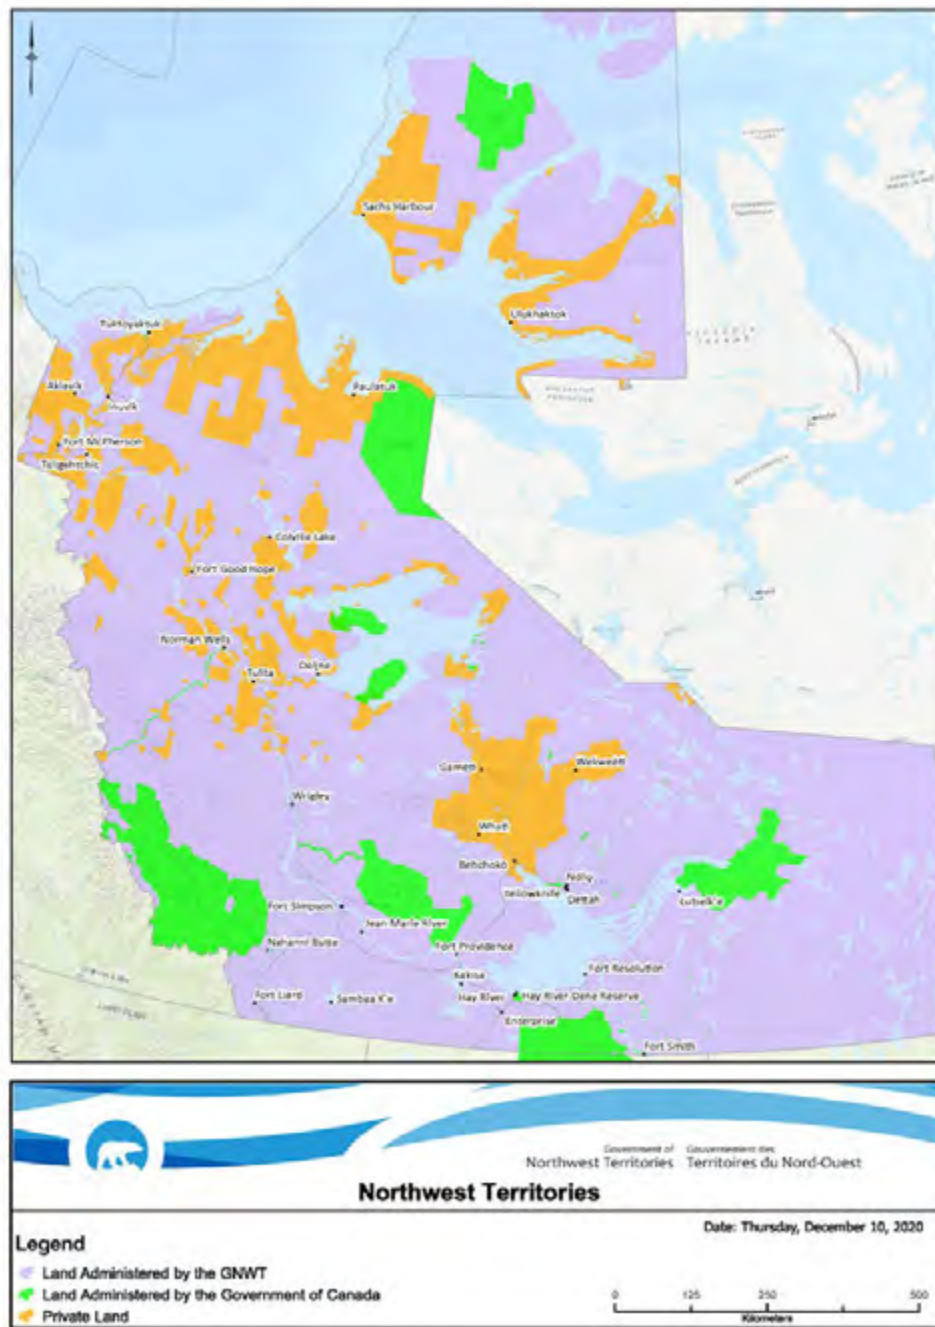 Sachs Harbour
Ulukhaktok
Tuktoyaktuk
Paulatuk
Aklavik
Inuvik
Fort McPherson
Tsiigehtchic
Colville Lake
Fort Good Hope
Norman Wells
Deline
Tulita
Gameti
Wekweeti
Wrigley
Whati
Behchokò
Ndilo
Yellowknife
Dettah
Łutselk'e
Fort Simpson
Jean Marie River
Nahanni Butte
Fort Providence
Kakisa
Fort Resolution
Hay River
Hay River Dene Reserve
Fort Liard
Sambaa K'e
Enterprise
Fort Smith
Government of Gouvernement des
Northwest Territories Territoires du Nord-Ouest
Northwest Territories
Date: Thursday, December 10, 2020
Legend
Land Administered by the GNWT
Land Administered by the Government of Canada
Private Land
0 125 250 500
Kilometers